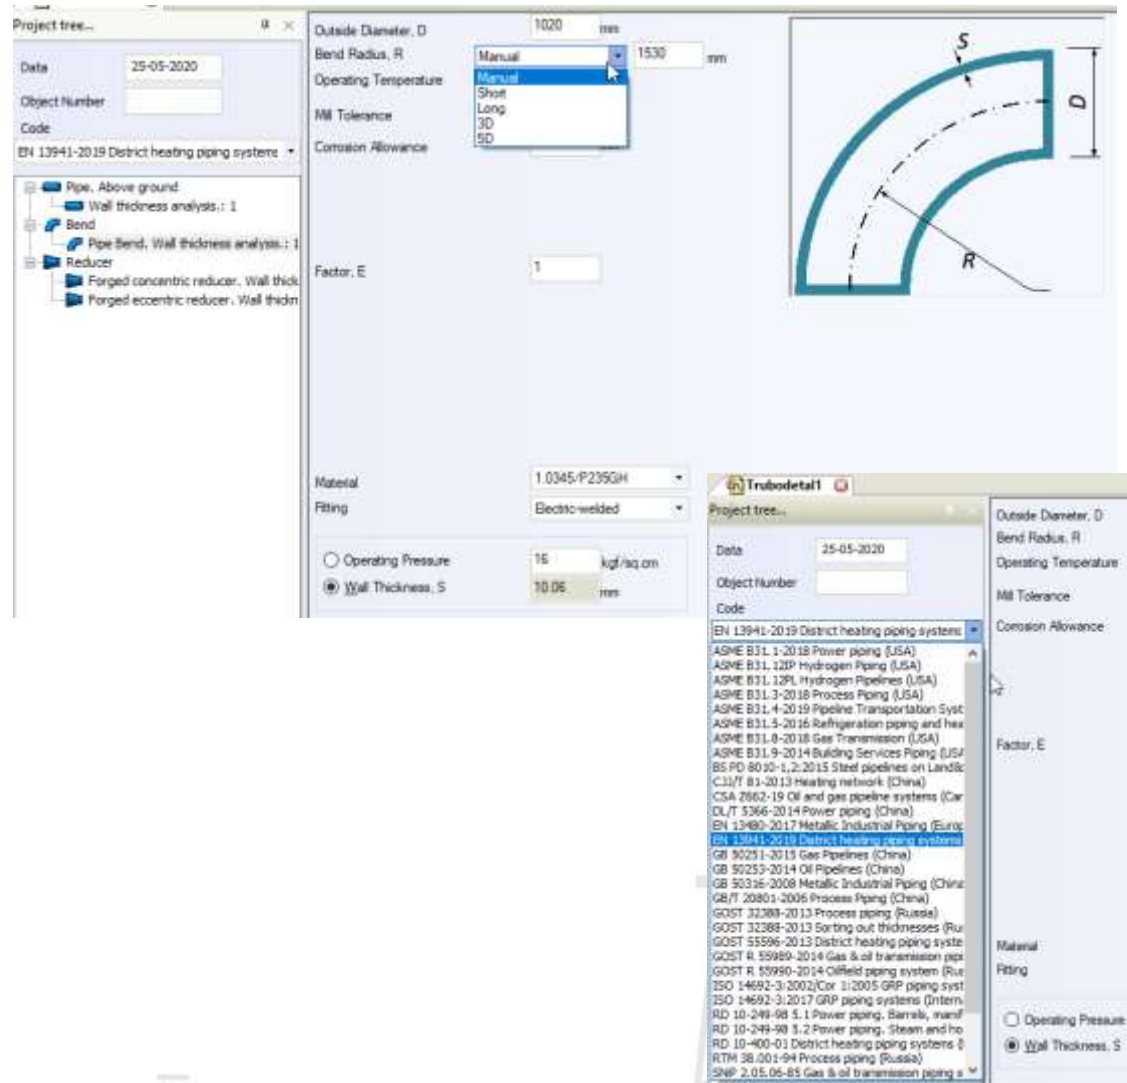 Project tree...
Data 25-05-2020
Object Number
Code
EN 13941-2019 District heating piping systems
Pipe, Above ground
Wall thickness analysis.: 1
Bend
Pipe Bend. Wall thickness analysis.: 1
Reducer
Forged concentric reducer. Wall thick
Forged eccentric reducer. Wall thickn
Outside Diameter, D 1020 mm
Bend Radius, R Manual 1530 mm
Operating Temperature Manual
Short
Mill Tolerance Long
3D
Corrosion Allowance 5D
Factor, E 1
Material 1.0345/P235GH
Fitting Electric-welded
Operating Pressure 16 kgf/sq.cm
Wall Thickness, S 10.06 mm
S
D
R
Trubodetal1
Project tree...
Data 25-05-2020
Object Number
Code
EN 13941-2019 District heating piping systems
ASME B31.1-2018 Power piping (USA)
ASME B31.12IP Hydrogen Piping (USA)
ASME B31.12PL Hydrogen Pipelines (USA)
ASME B31.3-2018 Process Piping (USA)
ASME B31.4-2019 Pipeline Transportation Syst
ASME B31.5-2016 Refrigeration piping and hea
ASME B31.8-2018 Gas Transmission (USA)
ASME B31.9-2014 Building Services Piping (USA
BS PD 8010-1,2:2015 Steel pipelines on Land&
CJJ/T 81-2013 Heating network (China)
CSA Z662-19 Oil and gas pipeline systems (Car
DL/T 5366-2014 Power piping (China)
EN 13480-2017 Metallic Industrial Piping (Europ
EN 13941-2019 District heating piping systems
GB 50251-2015 Gas Pipelines (China)
GB 50253-2014 Oil Pipelines (China)
GB 50316-2008 Metallic Industrial Piping (China
GB/T 20801-2006 Process Piping (China)
GOST 32388-2013 Process piping (Russia)
GOST 32388-2013 Sorting out thicknesses (Ru
GOST 55596-2013 District heating piping syste
GOST R 55989-2014 Gas & oil transmission pipi
GOST R 55990-2014 Oilfield piping system (Rus
ISO 14692-3:2002/Cor 1:2005 GRP piping syst
ISO 14692-3:2017 GRP piping systems (Intern
RD 10-249-98 5.1 Power piping. Barrels, manif
RD 10-249-98 5.2 Power piping. Steam and ho
RD 10-400-01 District heating piping systems
RTM 38.001-94 Process piping (Russia)
SNiP 2.05.06-85 Gas & oil transmission piping s
Outside Diameter, D
Bend Radius, R
Operating Temperature
Mill Tolerance
Corrosion Allowance
Factor, E
Material
Fitting
Operating Pressure
Wall Thickness, S